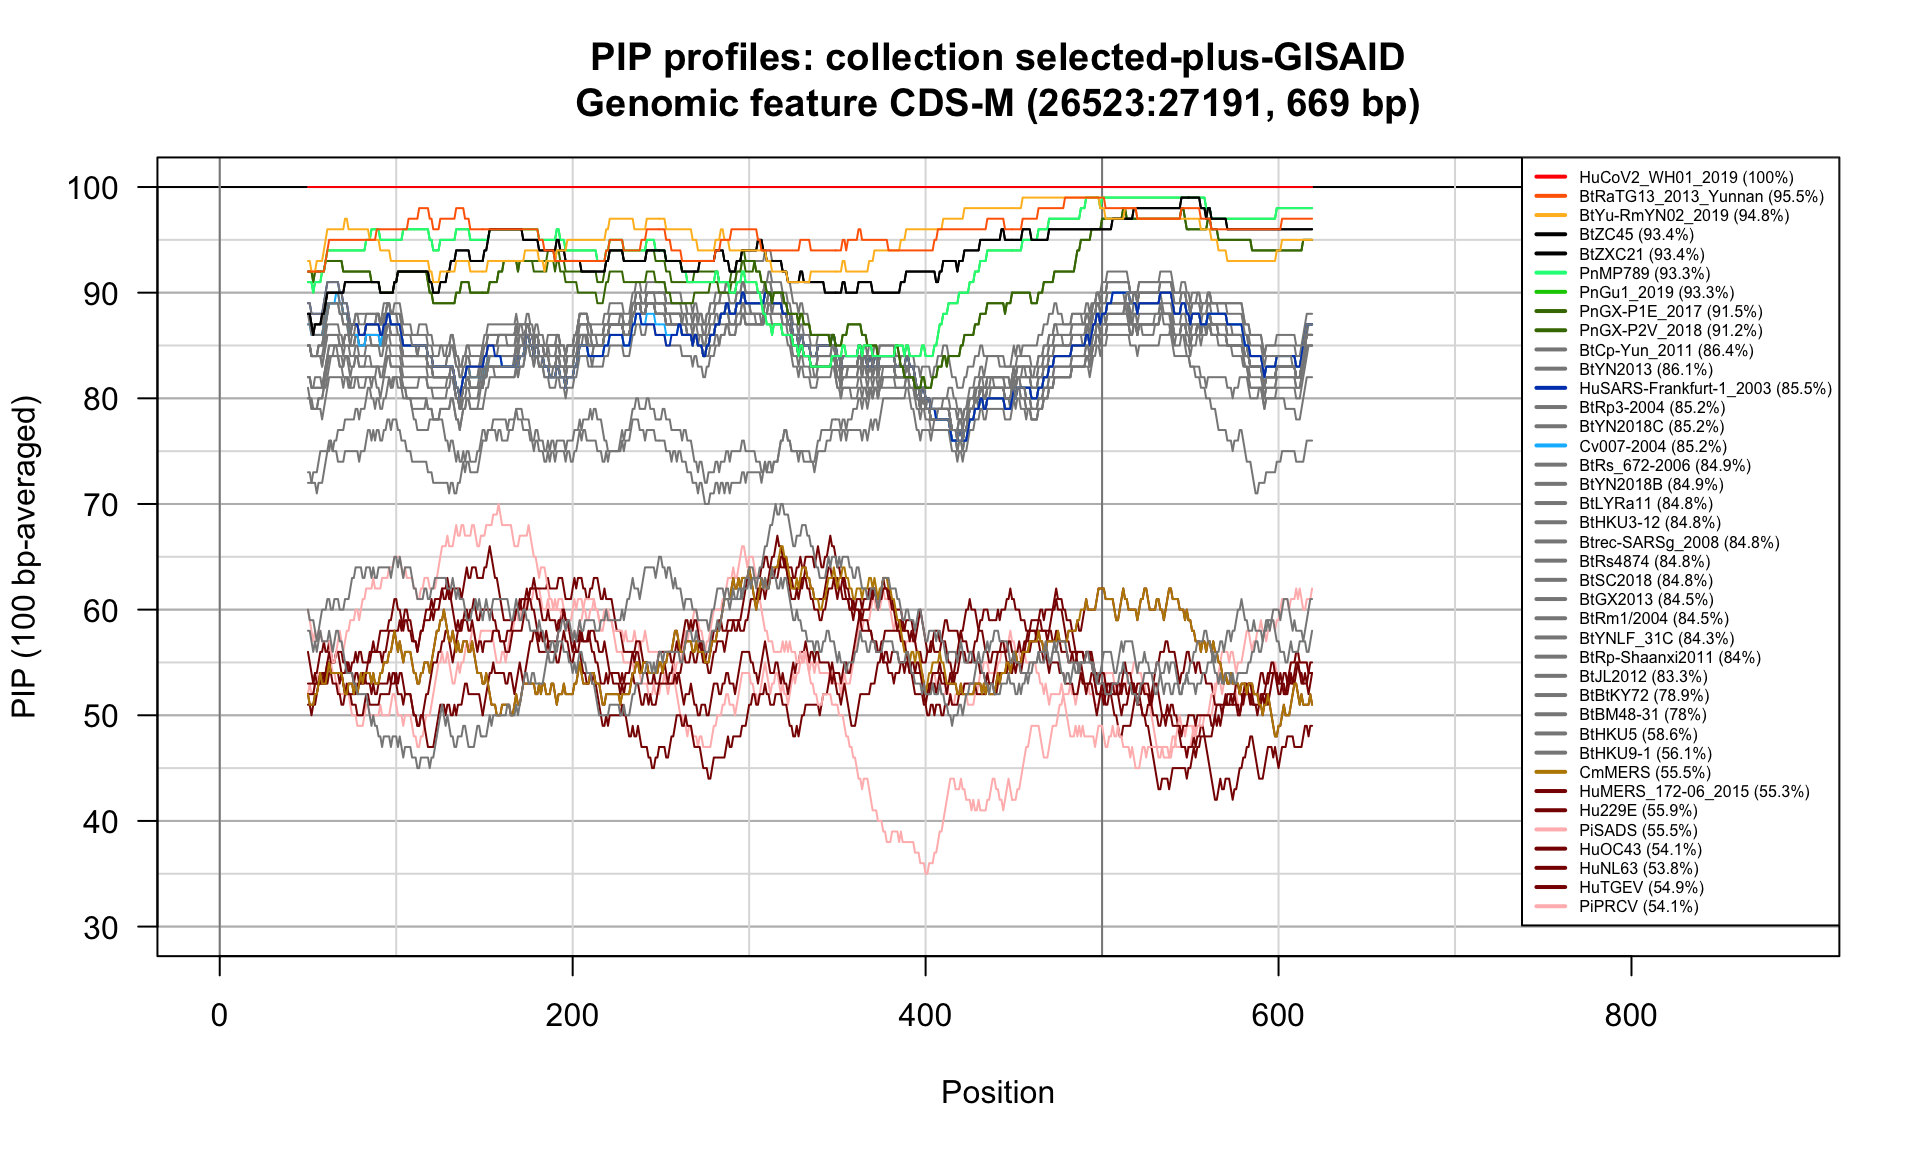 PIP profiles: collection selected-plus-GISAID
Genomic feature CDS-M (26523:27191, 669 bp)
PIP (100 bp-averaged)
100
90
80
70
60
50
40
30
0
200
400
600
800
Position
HuCoV2_WH01_2019 (100%)
BtRaTG13_2013_Yunnan (95.5%)
BtYu-RmYN02_2019 (94.8%)
BtZC45 (93.4%)
BtZXC21 (93.4%)
PnMP789 (93.3%)
PnGu1_2019 (93.3%)
PnGX-P1E_2017 (91.5%)
PnGX-P2V_2018 (91.2%)
BtCp-Yun_2011 (86.4%)
BtYN2013 (86.1%)
HuSARS-Frankfurt-1_2003 (85.5%)
BtRp3-2004 (85.2%)
BtYN2018C (85.2%)
Cv007-2004 (85.2%)
BtRs_672-2006 (84.9%)
BtYN2018B (84.9%)
BtLYRa11 (84.8%)
BtHKU3-12 (84.8%)
Btrec-SARSg_2008 (84.8%)
BtRs4874 (84.8%)
BtSC2018 (84.8%)
BtGX2013 (84.5%)
BtRm1/2004 (84.5%)
BtYNLF_31C (84.3%)
BtRp-Shaanxi2011 (84%)
BtJL2012 (83.3%)
BtBtKY72 (78.9%)
BtBM48-31 (78%)
BtHKU5 (58.6%)
BtHKU9-1 (56.1%)
CmMERS (55.5%)
HuMERS_172-06_2015 (55.3%)
Hu229E (55.9%)
PiSADS (55.5%)
HuOC43 (54.1%)
HuNL63 (53.8%)
HuTGEV (54.9%)
PiPRCV (54.1%)